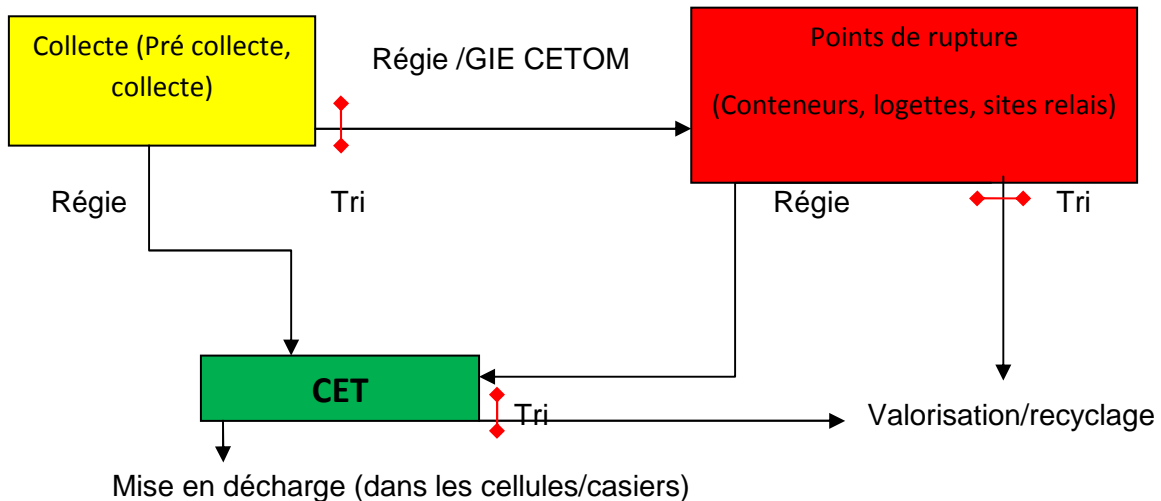 Collecte (Pré collecte,
collecte)
Régie /GIE CETOM
Points de rupture
(Conteneurs, logettes, sites relais)
Régie
Tri
Régie
Tri
CET
Tri
Valorisation/recyclage
Mise en décharge (dans les cellules/casiers)